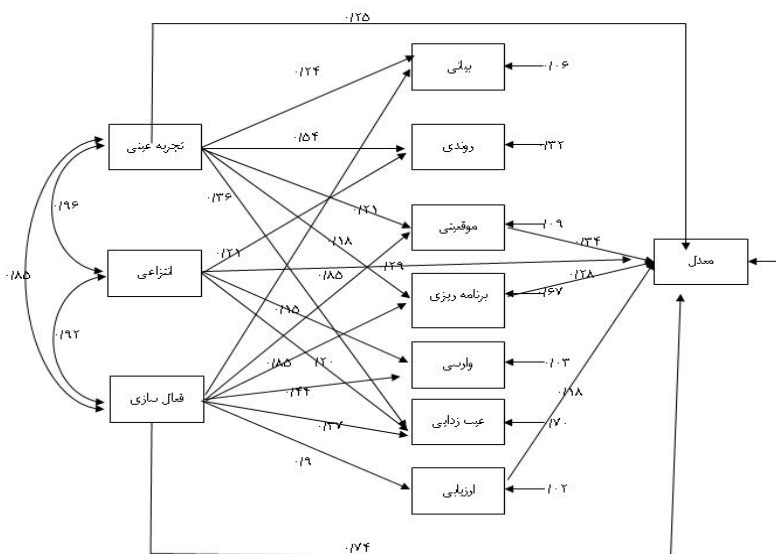 ۰/۲۵
بیانی
۰/۰۶
۰/۲۴
تجربه عینی
۰/۵۴
روندی
۰/۳۲
۰/۹۶
۰/۳۶
۰/۲۱
موقعیتی
۰/۰۹
۰/۳۴
۰/۱۸
معدل
۰/۸۵
انتزاعی
۰/۲۱
۰/۸۵
۰/۲۹
۰/۲۸
برنامه ریزی
۰/۶۷
۰/۱۵
۰/۹۲
وارسی
۰/۰۳
۰/۸۵
۰/۲۰
۰/۴۴
۰/۱۸
فعال سازی
۰/۳۷
عیب زدایی
۰/۷۰
۰/۹
ارزیابی
۰/۰۲
۰/۷۴